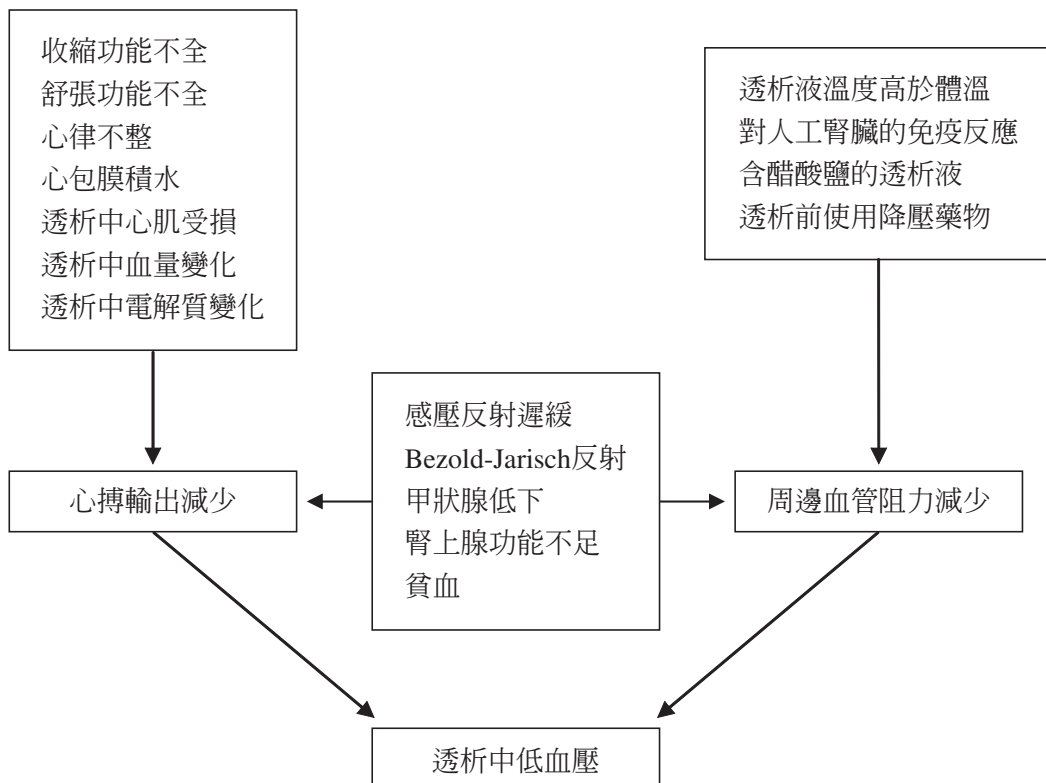 收縮功能不全
舒張功能不全
心律不整
心包膜積水
透析中心肌受損
透析中血量變化
透析中電解質變化
透析液溫度高於體溫
對人工腎臟的免疫反應
含醋酸鹽的透析液
透析前使用降壓藥物
感壓反射遲緩
Bezold-Jarisch反射
甲狀腺低下
腎上腺功能不足
貧血
心搏輸出減少
周邊血管阻力減少
透析中低血壓